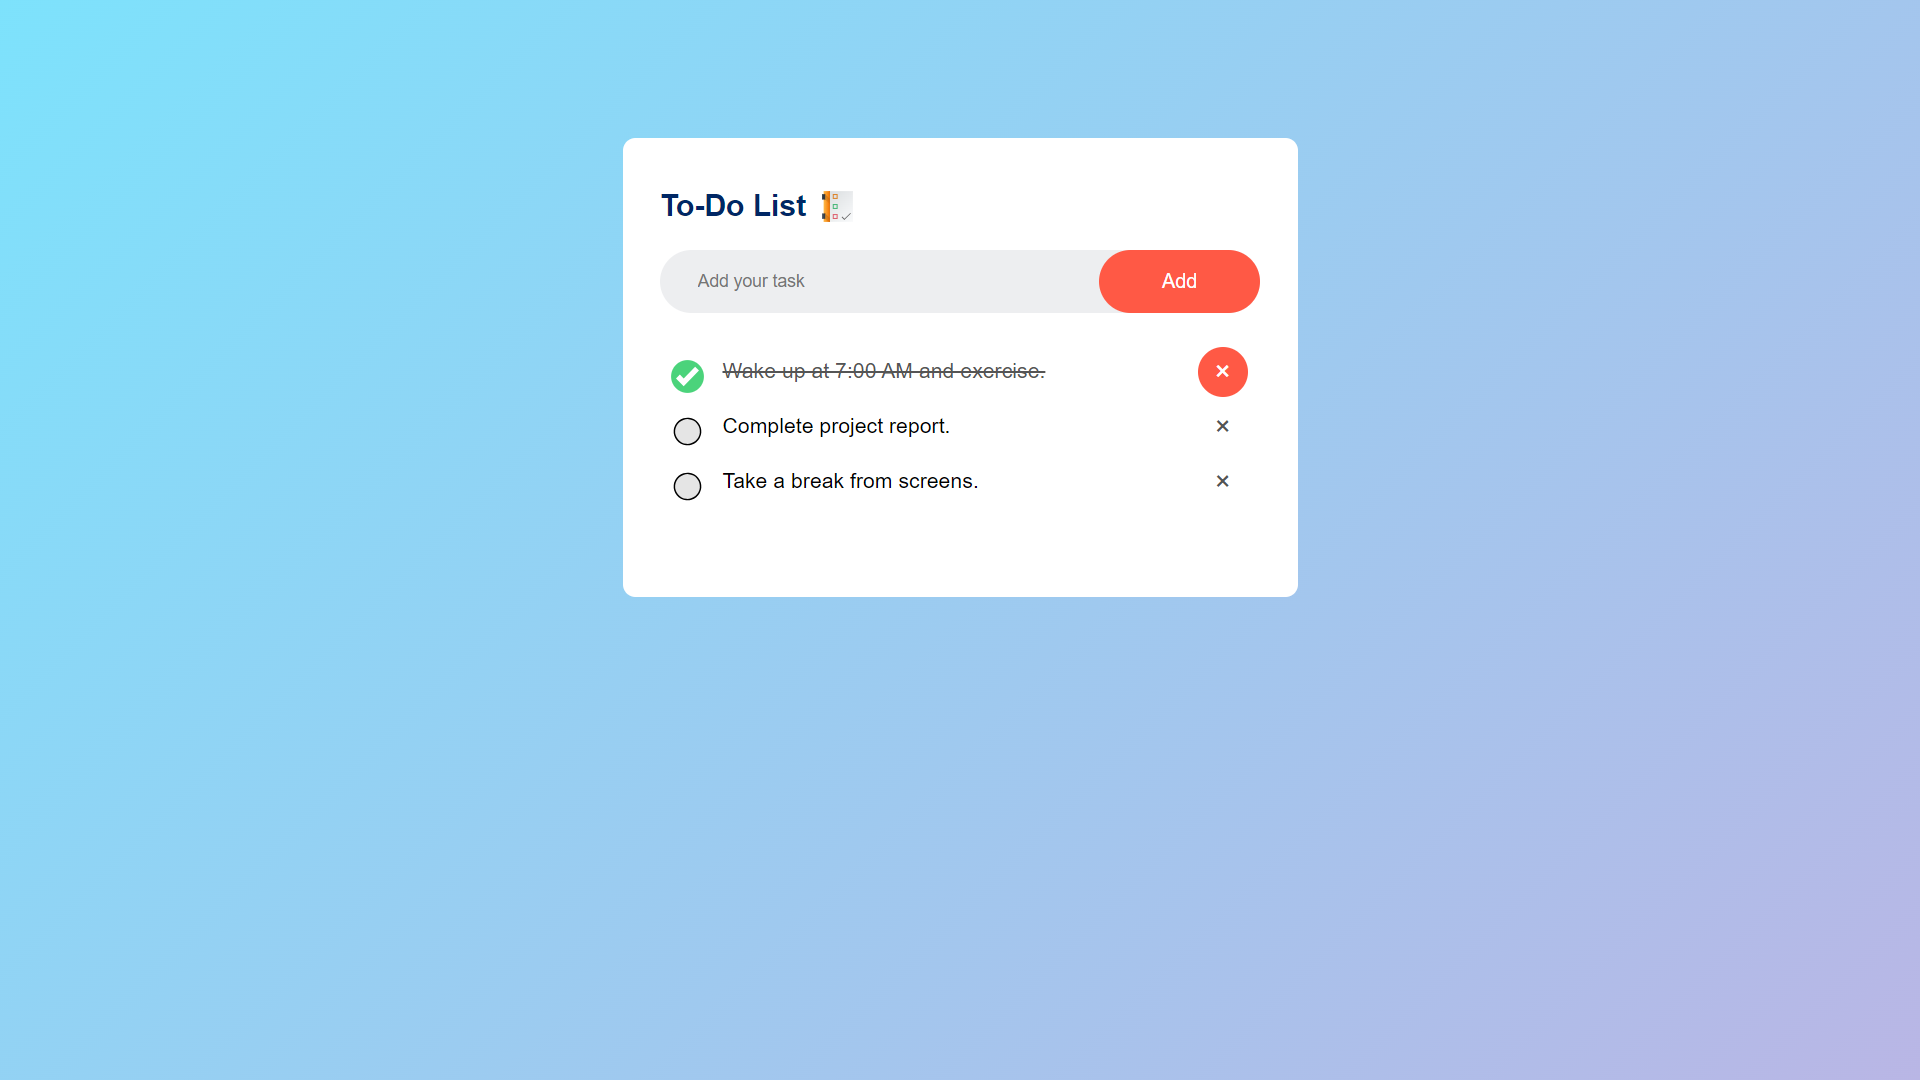 To-Do List
Add your task
Add
Wake up at 7:00 AM and exercise.
Complete project report.
Take a break from screens.